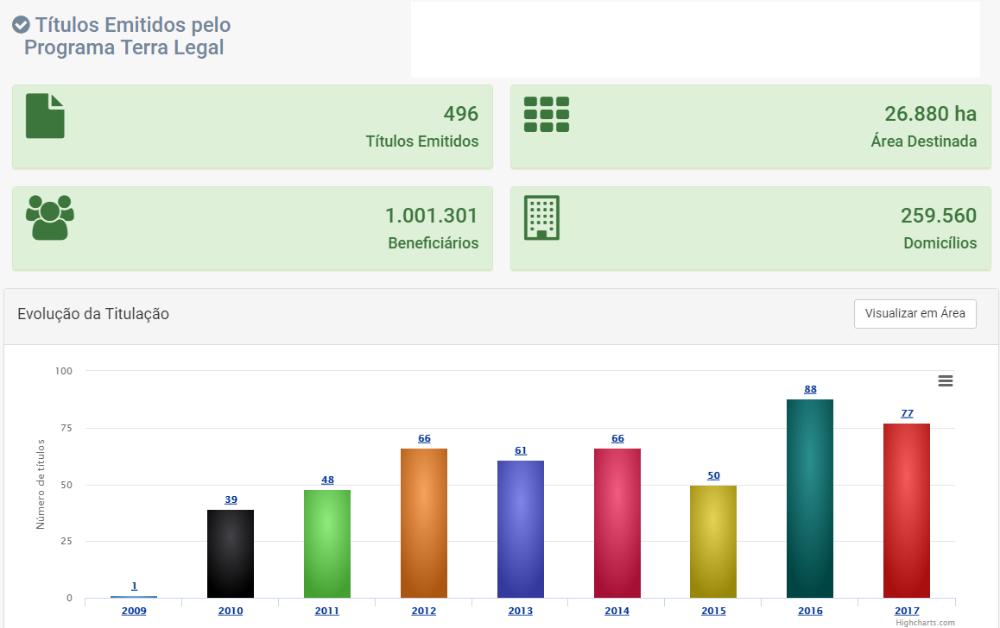 Títulos Emitidos pelo
Programa Terra Legal
496
Títulos Emitidos
26.880 ha
Área Destinada
1.001.301
Beneficiários
259.560
Domicílios
Evolução da Titulação
Visualizar em Área
Número de títulos
100
75
50
25
0
1
39
48
66
61
66
50
88
77
2009
2010
2011
2012
2013
2014
2015
2016
2017
Highcharts.com